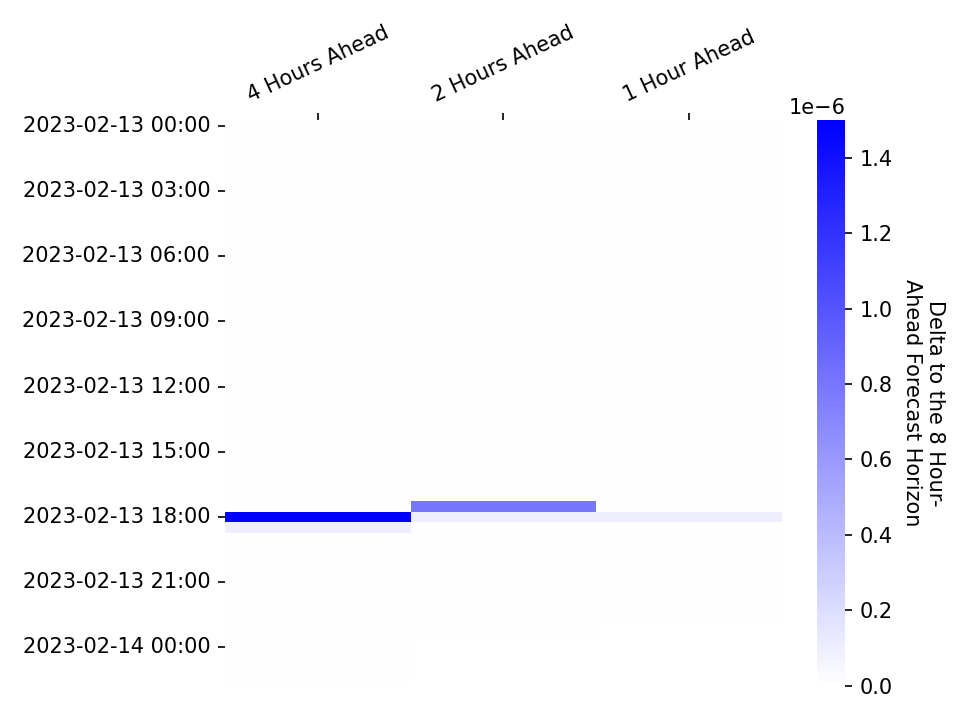 4 Hours Ahead
2 Hours Ahead
1 Hour Ahead
1e−6
2023-02-13 00:00
2023-02-13 03:00
2023-02-13 06:00
2023-02-13 09:00
2023-02-13 12:00
2023-02-13 15:00
2023-02-13 18:00
2023-02-13 21:00
2023-02-14 00:00
1.4
1.2
1.0
0.8
0.6
0.4
0.2
0.0
Delta to the 8 Hour-
Ahead Forecast Horizon